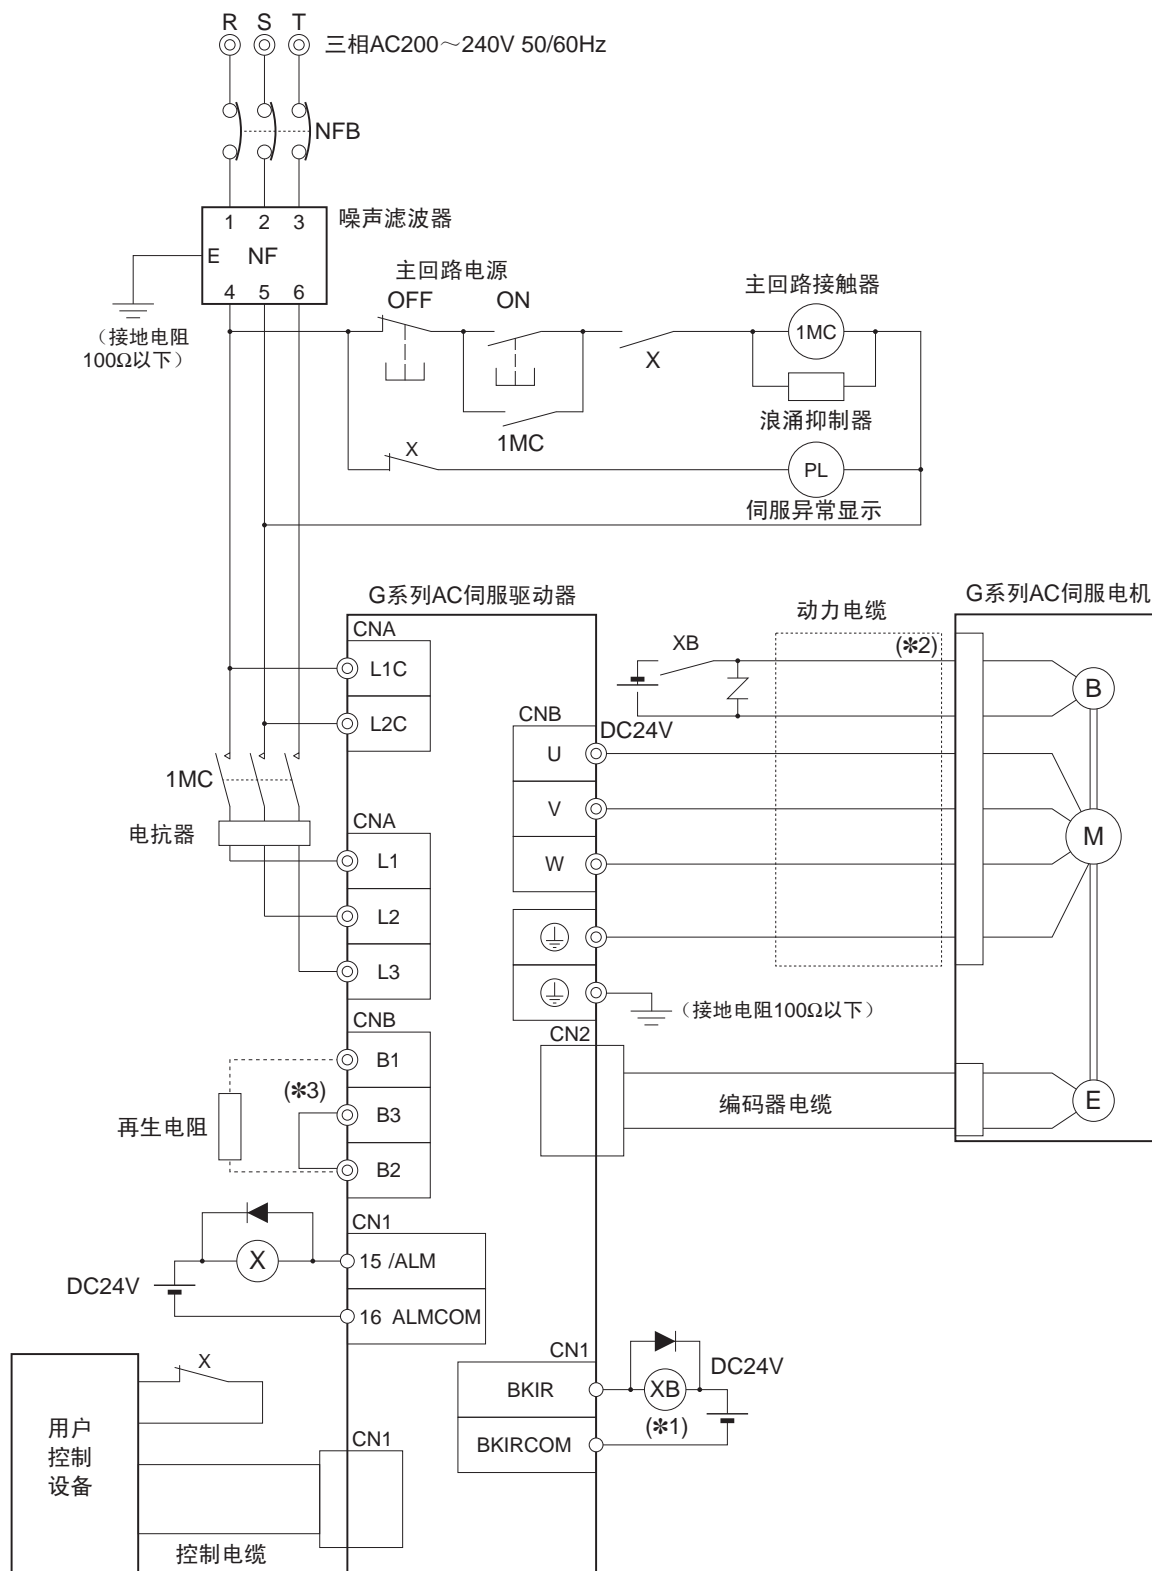 R S T
三相AC200～240V 50/60Hz
NFB
1 2 3
噪声滤波器
E NF
4 5 6
（接地电阻
100Ω以下）
主回路电源
OFF ON
X
主回路接触器
1MC
浪涌抑制器
1MC
X
PL
伺服异常显示
G系列AC伺服驱动器
G系列AC伺服电机
动力电缆
CNA
L1C
L2C
XB
(✽2)
B
DC24V
CNB
U
V
W
M
1MC
电抗器
CNA
L1
L2
L3
（接地电阻100Ω以下）
CNB
B1
(✽3)
B3
B2
再生电阻
CN2
编码器电缆
E
CN1
X
15 /ALM
DC24V
16 ALMCOM
CN1
BKIR
XB
DC24V
(✽1)
BKIRCOM
X
用户
控制
设备
CN1
控制电缆